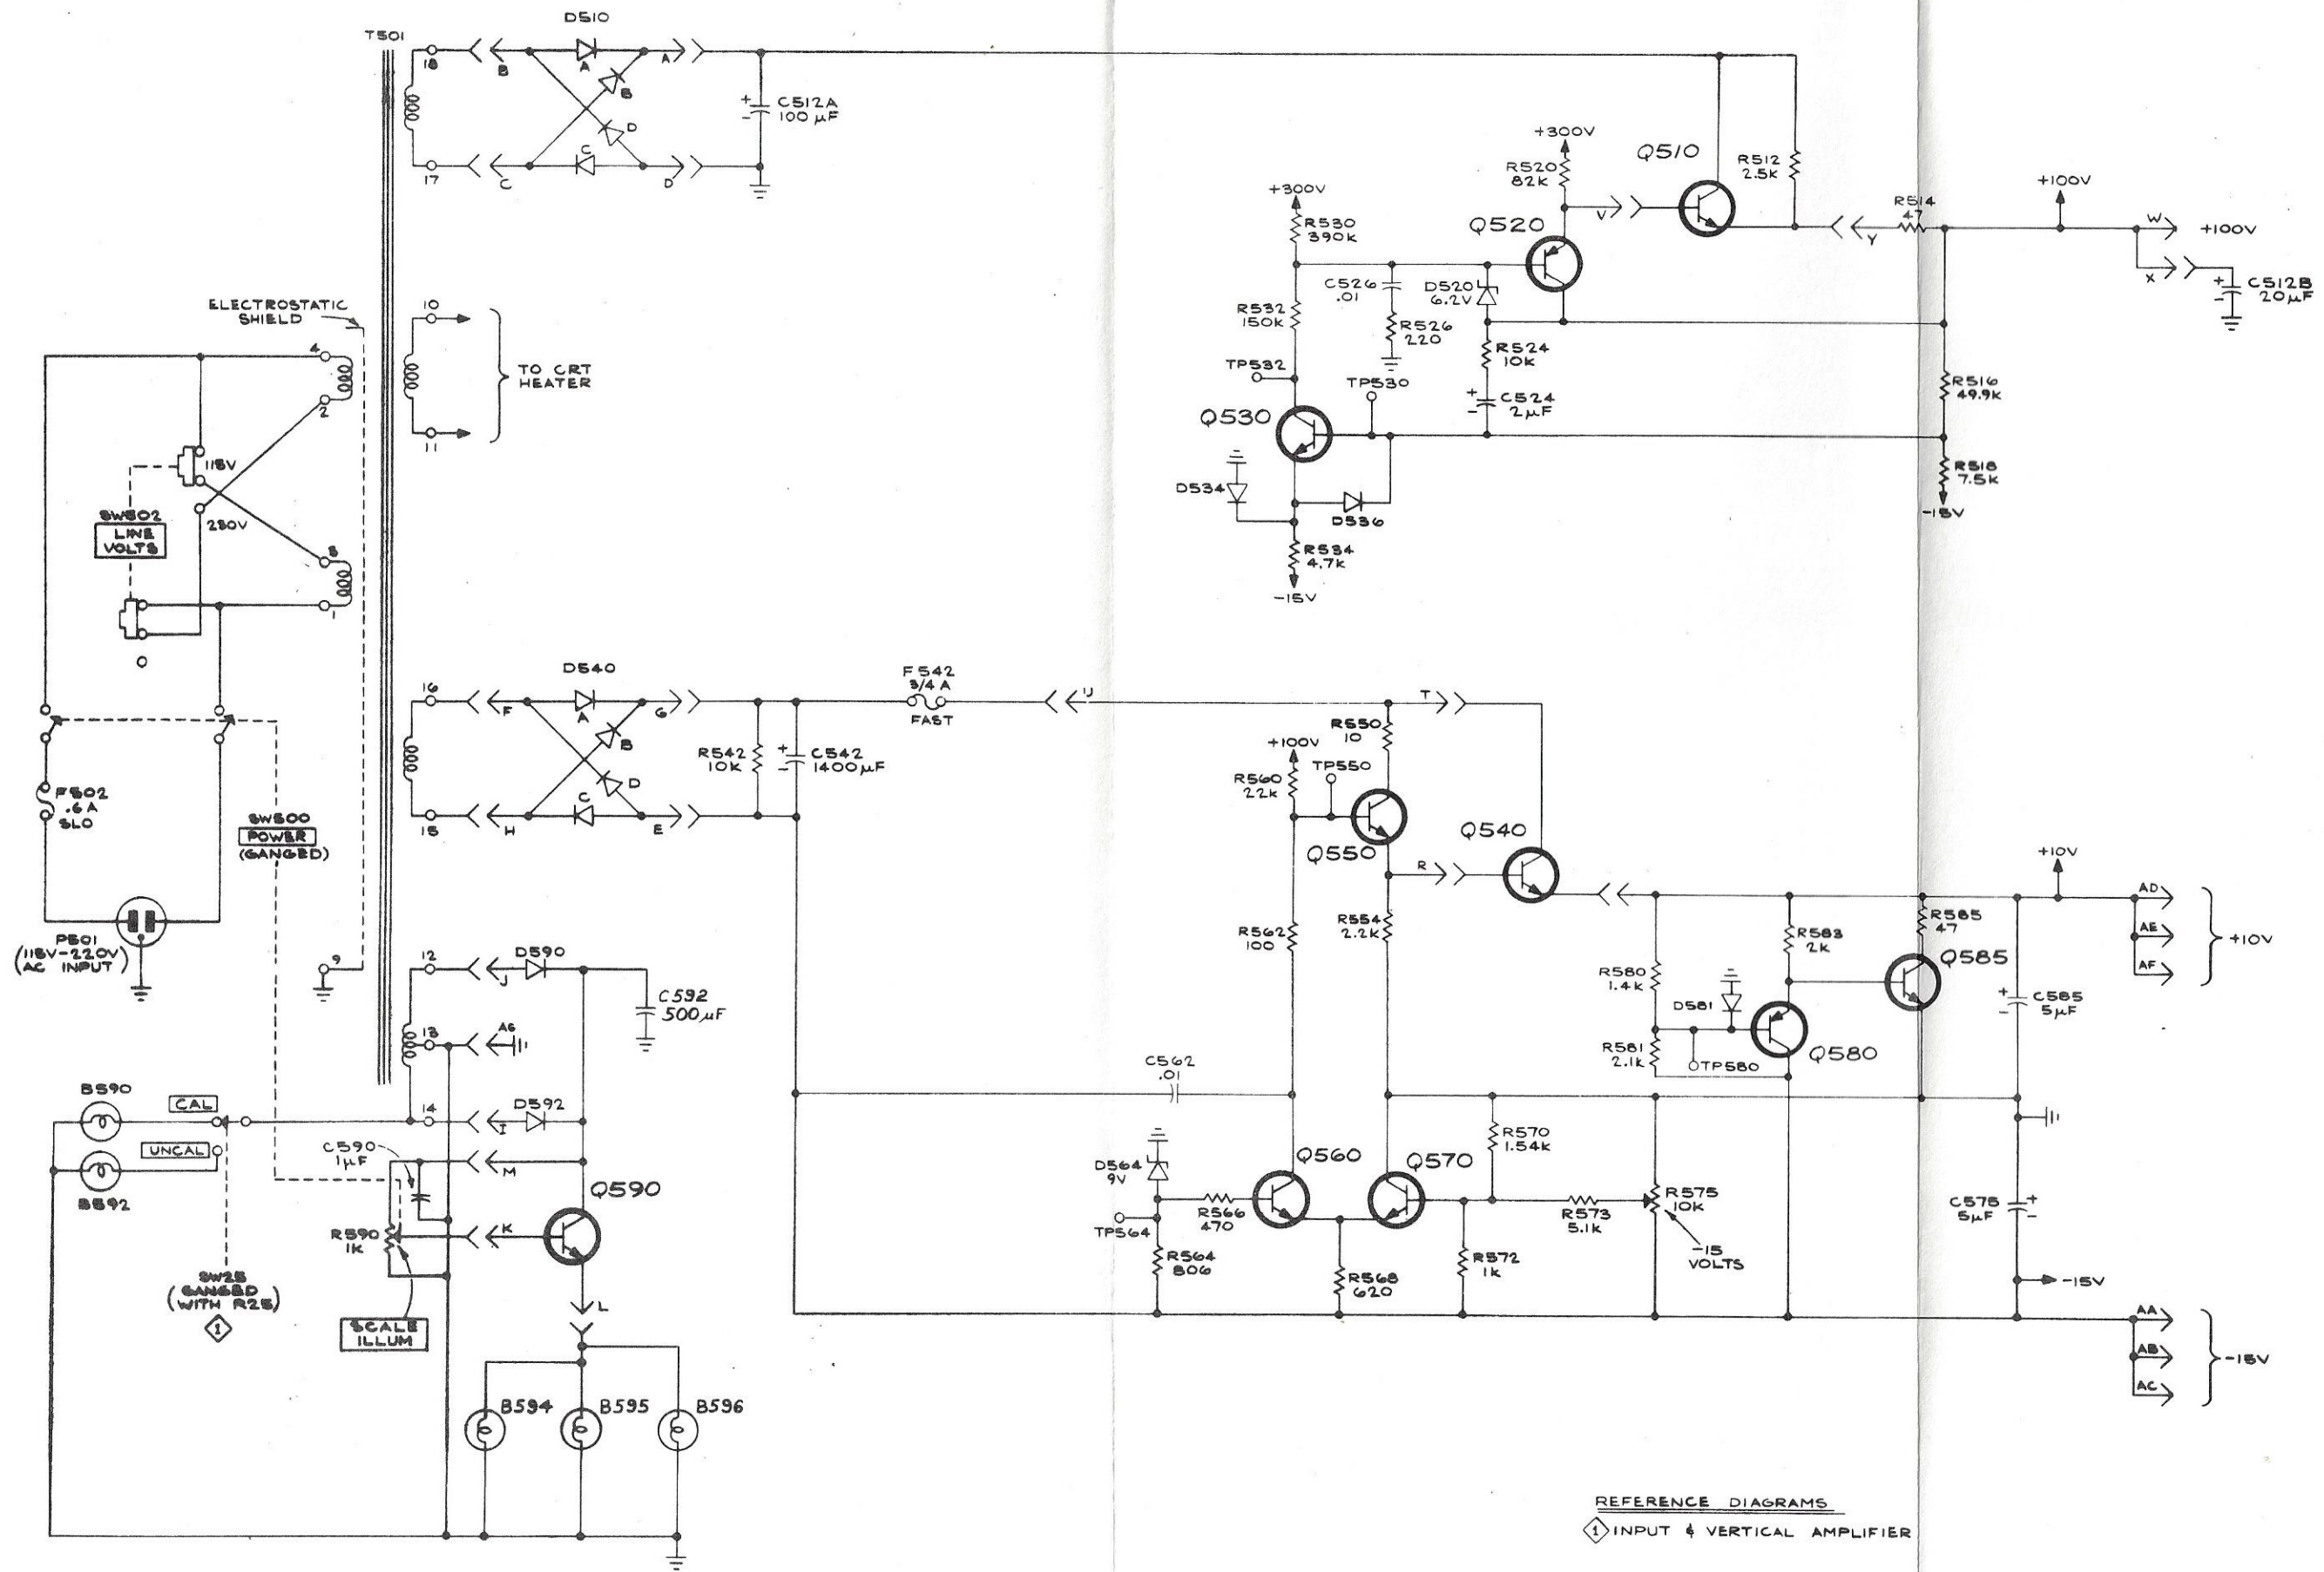 T501
D510
18
B
A
A
B
D
C
17
C
D
+
-
C512A
100 µF
+300V
R520
82K
Q510
R512
2.5K
V
+300V
R530
390K
Q520
R514
47
Y
+100V
W
+100V
X
+
-
C512B
20µF
C526
.01
D520
6.2V
R532
150K
R526
220
R524
10K
TP532
TP530
+
-
C524
2µF
R516
49.9K
Q530
R518
7.5K
-15V
D534
D536
R534
4.7K
-15V
ELECTROSTATIC
SHIELD
10
11
TO CRT
HEATER
4
2
115V
230V
SW502
LINE
VOLTS
3
1
F502
.6 A
SLO
SW500
POWER
(GANGED)
P501
(115V-220V
AC INPUT)
9
D540
16
F
A
G
B
D
C
15
H
E
R542
10K
+
-
C542
1400µF
F542
3/4 A
FAST
U
T
R550
10
+100V
R560
22K
TP550
Q550
Q540
R
R562
100
R554
2.2K
+10V
AD
AE
AF
+10V
R585
47
R583
2K
Q585
R580
1.4K
D581
R581
2.1K
TP580
Q580
+
-
C585
5µF
12
J
D590
C592
500µF
13
AG
14
I
D592
B590
CAL
UNCAL
B592
C590
1µF
M
K
Q590
R590
1K
SW25
(GANGED
WITH R25)
1
SCALE
ILLUM
L
B594
B595
B596
C562
.01
D564
9V
TP564
R566
470
R564
806
Q560
Q570
R568
620
R570
1.54K
R572
1K
R573
5.1K
R575
10K
-15
VOLTS
C575
5µF
+
-
-15V
AA
AB
AC
-15V
REFERENCE DIAGRAMS
1 INPUT & VERTICAL AMPLIFIER